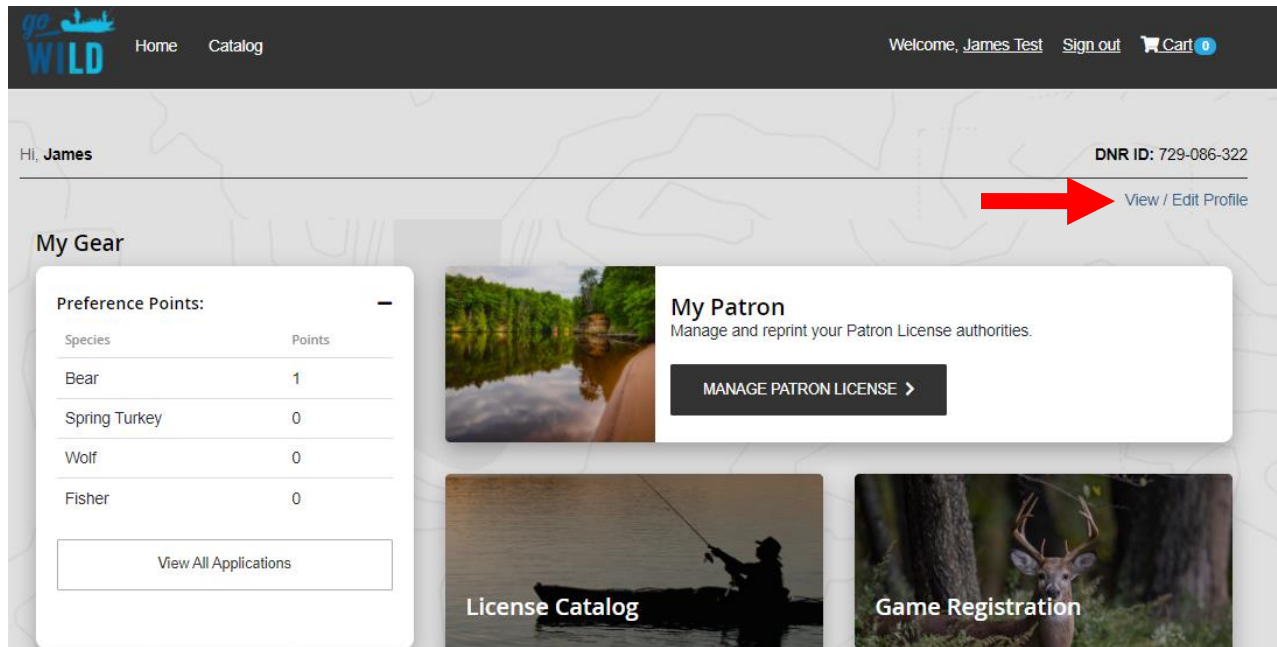 go
WILD
Home Catalog Welcome, James Test Sign out Cart 0
Hi, James DNR ID: 729-086-322
View / Edit Profile
My Gear
Preference Points:
Species Points
Bear 1
Spring Turkey 0
Wolf 0
Fisher 0
View All Applications
My Patron
Manage and reprint your Patron License authorities.
MANAGE PATRON LICENSE
License Catalog
Game Registration